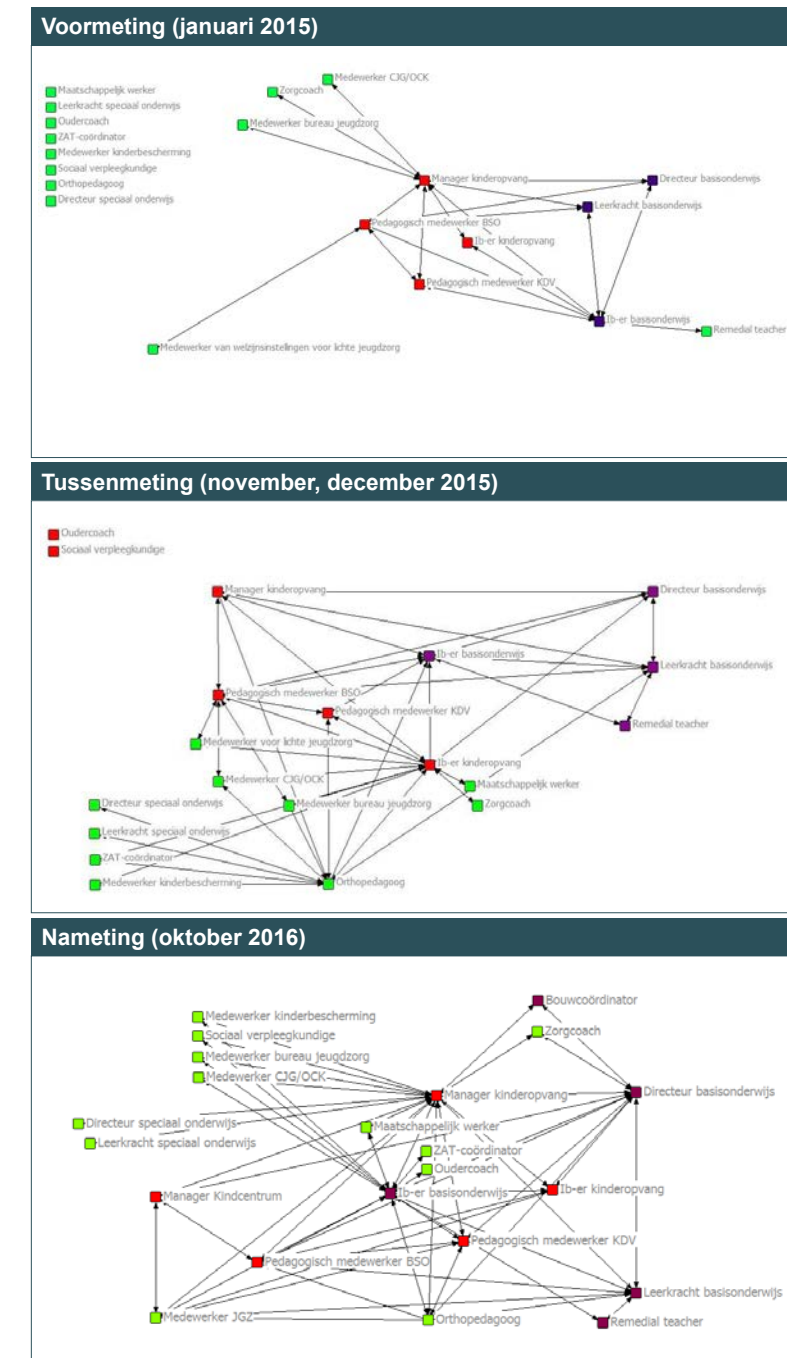 Voormeting (januari 2015)
Medewerker CJG/OCK
Zorgcoach
Maatschappelijk werker
Leerkracht speciaal onderwijs
Oudercoach
ZAT-coördinator
Medewerker kinderbescherming
Sociaal verpleegkundige
Orthopedagoog
Directeur speciaal onderwijs
Medewerker bureau jeugdzorg
Manager kinderopvang
Directeur basisonderwijs
Leerkracht basisonderwijs
Pedagogisch medewerker BSO
Ib-er kinderopvang
Pedagogisch medewerker KDV
Ib-er basisonderwijs
Remedial teacher
Medewerker van welzijnsinstellingen voor lichte jeugdzorg
Tussenmeting (november, december 2015)
Oudercoach
Sociaal verpleegkundige
Manager kinderopvang
Directeur basisonderwijs
Ib-er basisonderwijs
Leerkracht basisonderwijs
Pedagogisch medewerker BSO
Pedagogisch medewerker KDV
Remedial teacher
Medewerker voor lichte jeugdzorg
Ib-er kinderopvang
Medewerker CJG/OCK
Maatschappelijk werker
Directeur speciaal onderwijs
Medewerker bureau jeugdzorg
Zorgcoach
Leerkracht speciaal onderwijs
ZAT-coördinator
Medewerker kinderbescherming
Orthopedagoog
Nameting (oktober 2016)
Bouwcoördinator
Medewerker kinderbescherming
Zorgcoach
Sociaal verpleegkundige
Medewerker bureau jeugdzorg
Medewerker CJG/OCK
Manager kinderopvang
Directeur basisonderwijs
Directeur speciaal onderwijs
Maatschappelijk werker
Leerkracht speciaal onderwijs
ZAT-coördinator
Oudercoach
Manager Kindcentrum
Ib-er basisonderwijs
Ib-er kinderopvang
Pedagogisch medewerker KDV
Pedagogisch medewerker BSO
Leerkracht basisonderwijs
Medewerker JGZ
Orthopedagoog
Remedial teacher